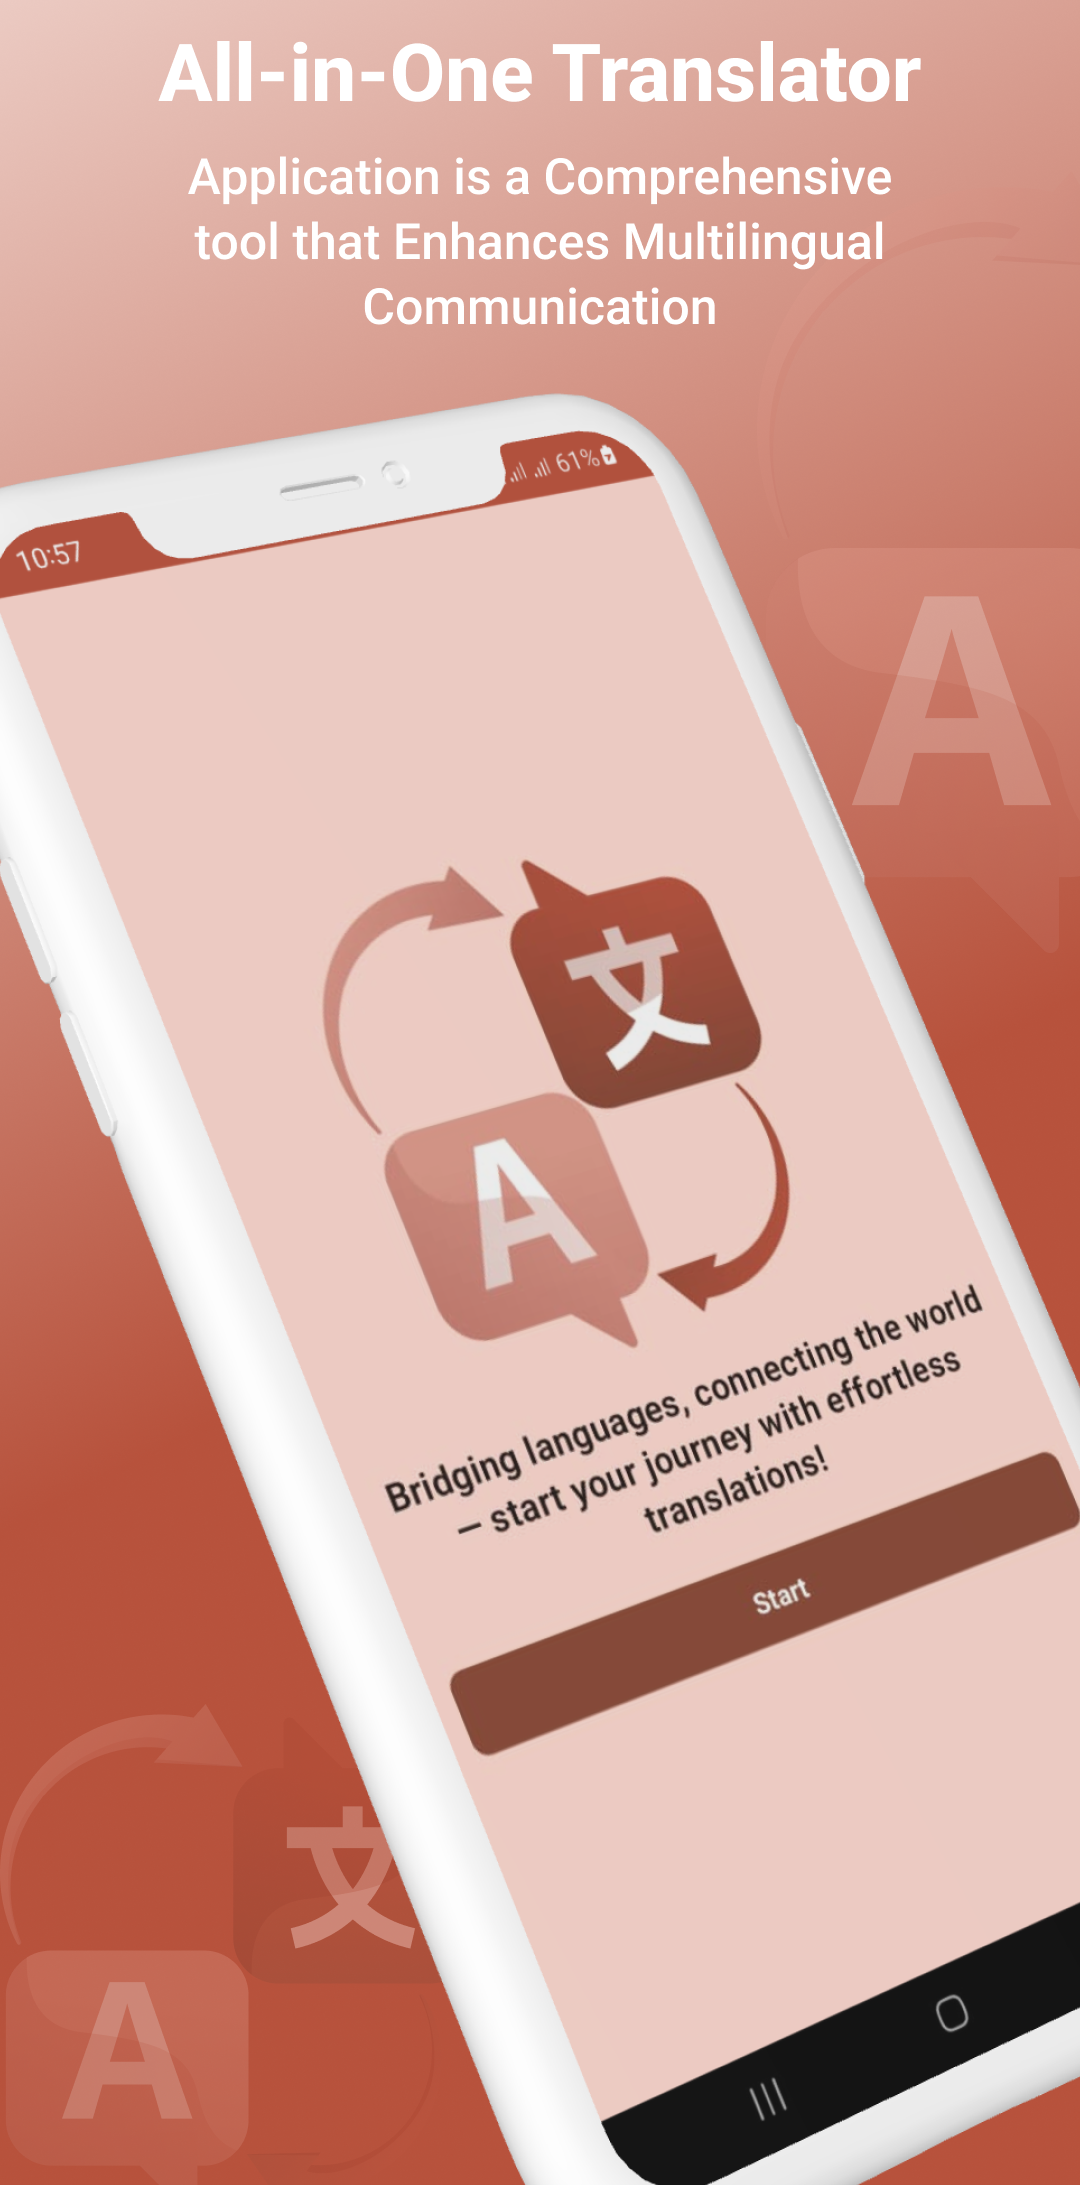 All-in-One Translator
Application is a Comprehensive
tool that Enhances Multilingual
Communication
10:57
61%
文
A
A
Bridging languages, connecting the world
— start your journey with effortless
translations!
Start
文
A